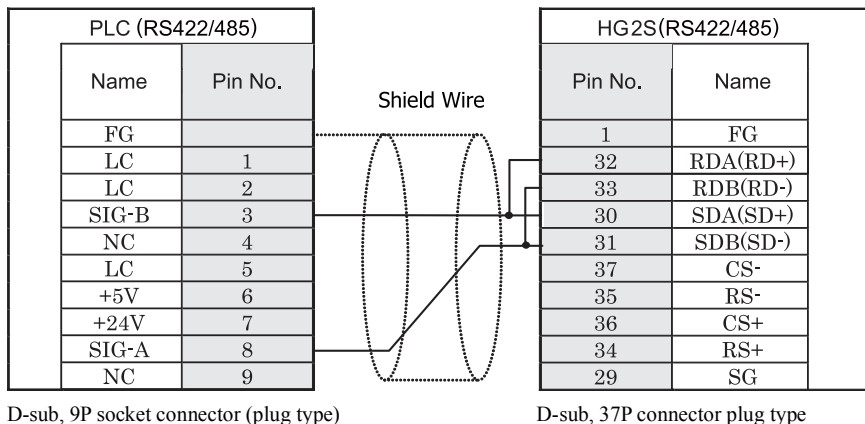 PLC (RS422/485)
HG2S(RS422/485)
Name Pin No.
Shield Wire
Pin No. Name
FG
1 FG
LC 1
32 RDA(RD+)
LC 2
33 RDB(RD-)
SIG-B 3
30 SDA(SD+)
NC 4
31 SDB(SD-)
LC 5
37 CS-
+5V 6
35 RS-
+24V 7
36 CS+
SIG-A 8
34 RS+
NC 9
29 SG
D-sub, 9P socket connector (plug type)
D-sub, 37P connector plug type